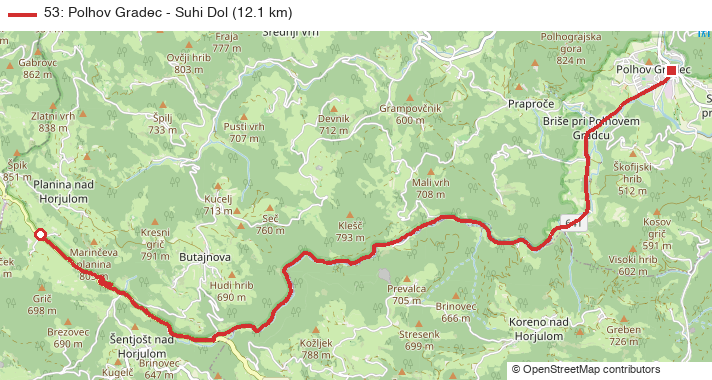 53: Polhov Gradec - Suhi Dol (12.1 km)
Srednji vrh
Fraja
777 m
Polhograjska
gora
824 m
Gabrovc
862 m
Ovčji hrib
803 m
Polhov Gradec
Zlatni vrh
838 m
Špilj
733 m
Pusti vrh
707 m
Devnik
712 m
Grampovčnik
600 m
Praproče
Briše pri Polhovem
Gradcu
Špik
851 m
Planina nad
Horjulom
Kucelj
713 m
Mali vrh
708 m
Škofijski
hrib
512 m
Seč
760 m
Klešč
793 m
Kresni
grič
791 m
Kosov
grič
591 m
Marinčeva
planina
Butajnova
Visoki hrib
602 m
Hudi hrib
690 m
Prevalca
705 m
Grič
698 m
Brinovec
666 m
Brezovec
690 m
Šentjošt nad
Horjulom
Kožljek
788 m
Stresenk
699 m
Koreno nad
Horjulom
Greben
726 m
Brinovec
647 m
Kugelč
© OpenStreetMap contributors